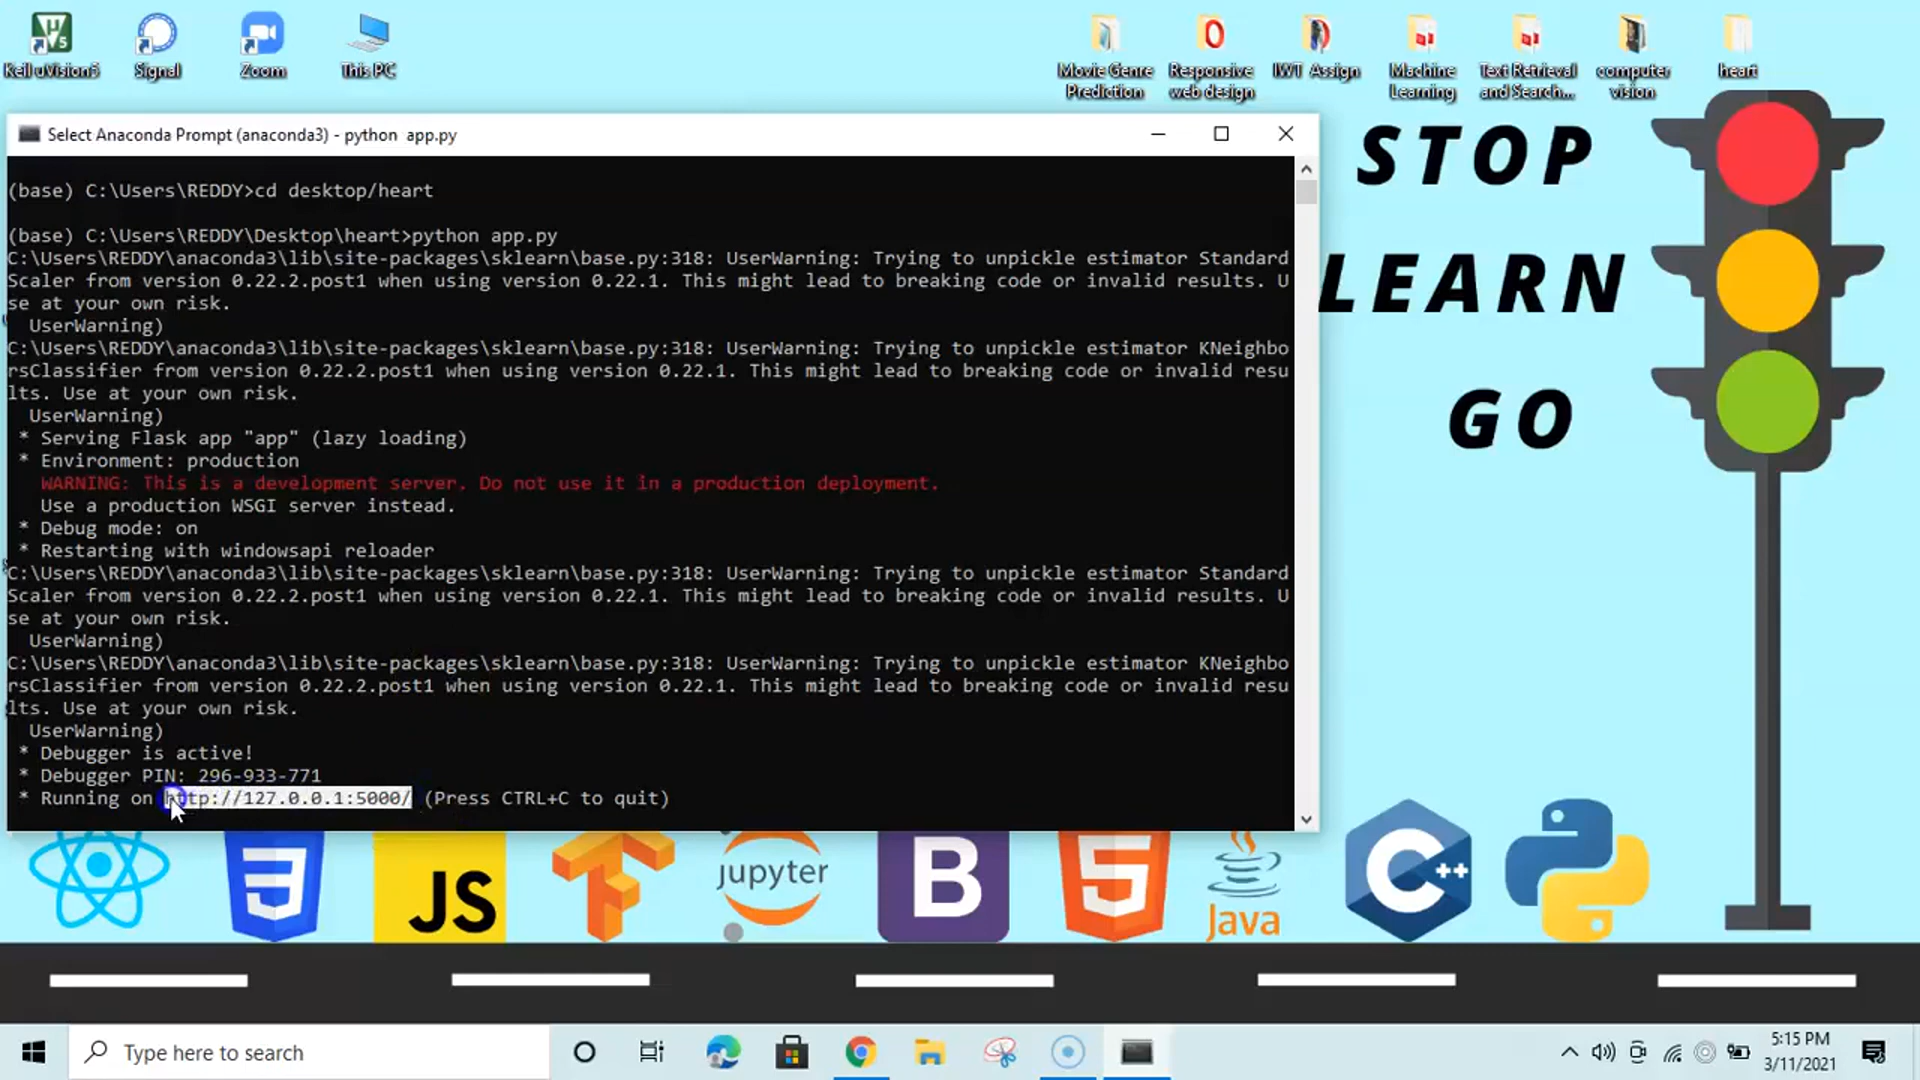 Keil uVision5
Signal
Zoom
This PC
Movie Genre
Prediction
Responsive
web design
IWT Assign
Machine
Learning
Text Retrieval
and Search...
computer
vision
heart
Select Anaconda Prompt (anaconda3) - python  app.py
(base) C:\Users\REDDY>cd desktop/heart
(base) C:\Users\REDDY\Desktop\heart>python app.py
C:\Users\REDDY\anaconda3\lib\site-packages\sklearn\base.py:318: UserWarning: Trying to unpickle estimator Standard
Scaler from version 0.22.2.post1 when using version 0.22.1. This might lead to breaking code or invalid results. U
se at your own risk.
UserWarning)
C:\Users\REDDY\anaconda3\lib\site-packages\sklearn\base.py:318: UserWarning: Trying to unpickle estimator KNeighbo
rsClassifier from version 0.22.2.post1 when using version 0.22.1. This might lead to breaking code or invalid resu
lts. Use at your own risk.
UserWarning)
* Serving Flask app "app" (lazy loading)
* Environment: production
WARNING: This is a development server. Do not use it in a production deployment.
Use a production WSGI server instead.
* Debug mode: on
* Restarting with windowsapi reloader
C:\Users\REDDY\anaconda3\lib\site-packages\sklearn\base.py:318: UserWarning: Trying to unpickle estimator Standard
Scaler from version 0.22.2.post1 when using version 0.22.1. This might lead to breaking code or invalid results. U
se at your own risk.
UserWarning)
C:\Users\REDDY\anaconda3\lib\site-packages\sklearn\base.py:318: UserWarning: Trying to unpickle estimator KNeighbo
rsClassifier from version 0.22.2.post1 when using version 0.22.1. This might lead to breaking code or invalid resu
lts. Use at your own risk.
UserWarning)
* Debugger is active!
* Debugger PIN: 296-933-771
* Running on http://127.0.0.1:5000/ (Press CTRL+C to quit)
STOP
LEARN
GO
3
JS
jupyter
B
5
Java
C++
Type here to search
5:15 PM
3/11/2021